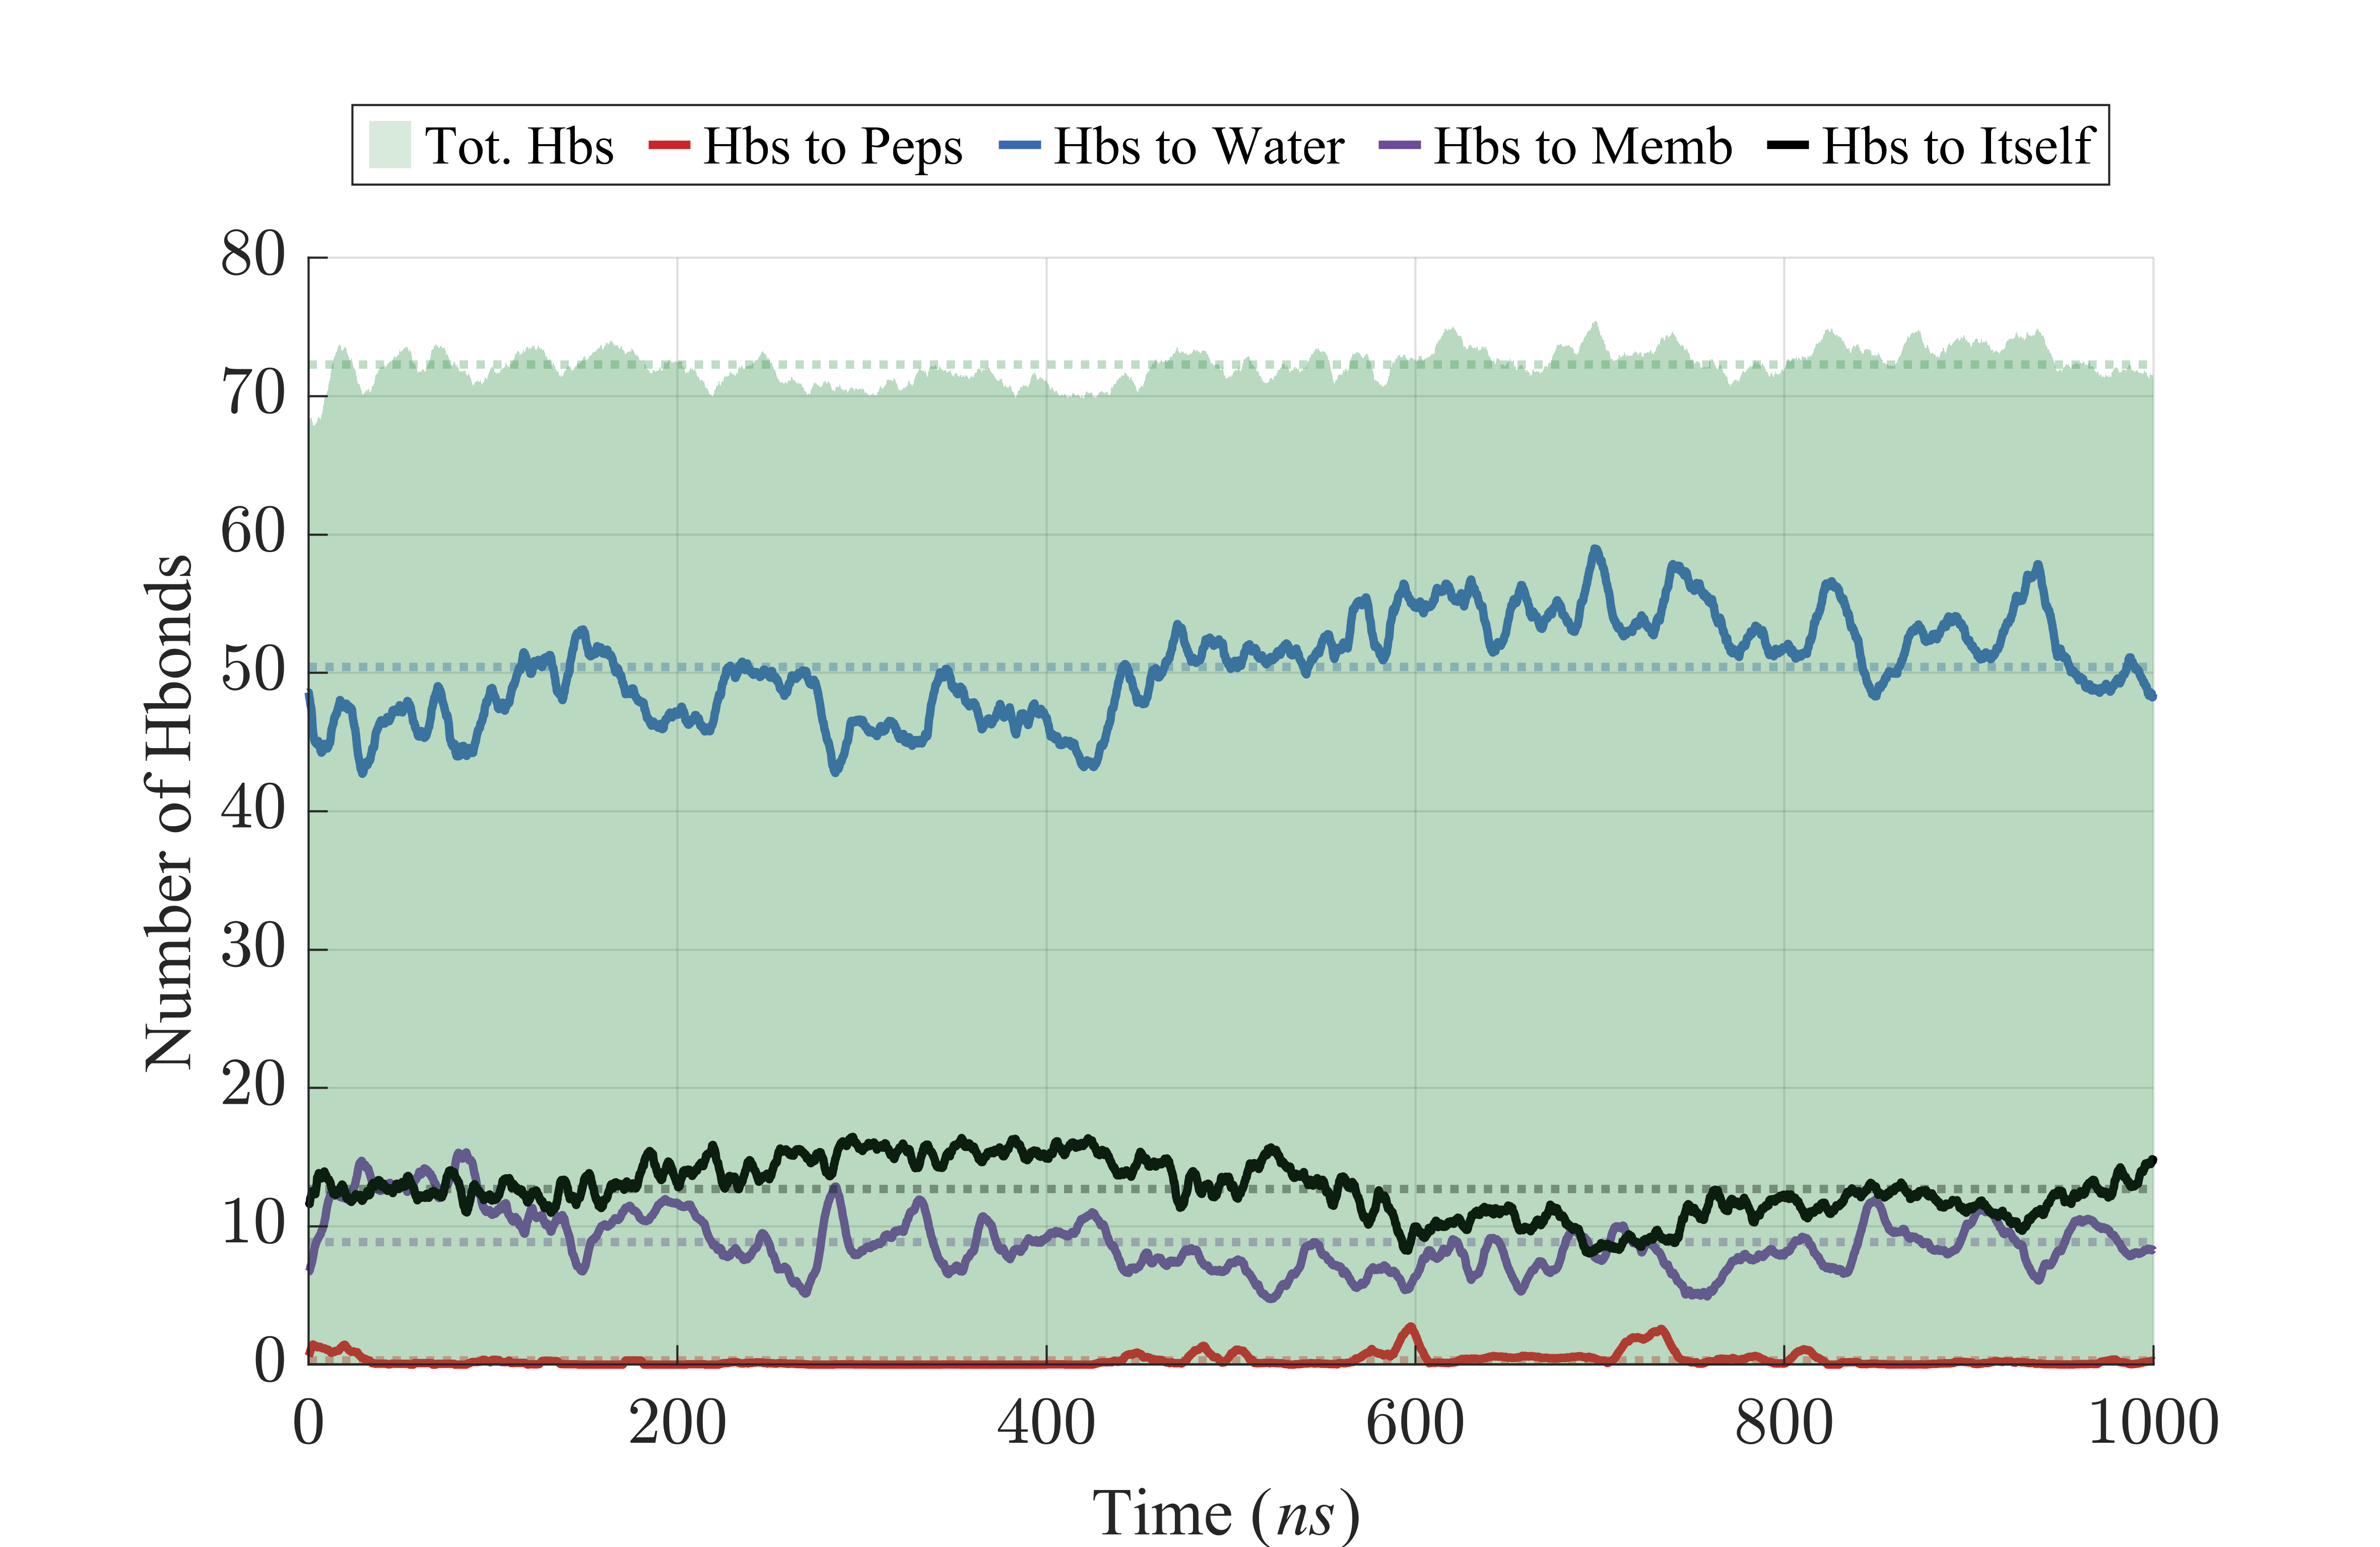 Tot. Hbs Hbs to Peps Hbs to Water Hbs to Memb Hbs to Itself
80
70
60
50
40
30
20
10
0
Number of Hbonds
0 200 400 600 800 1000
Time (ns)